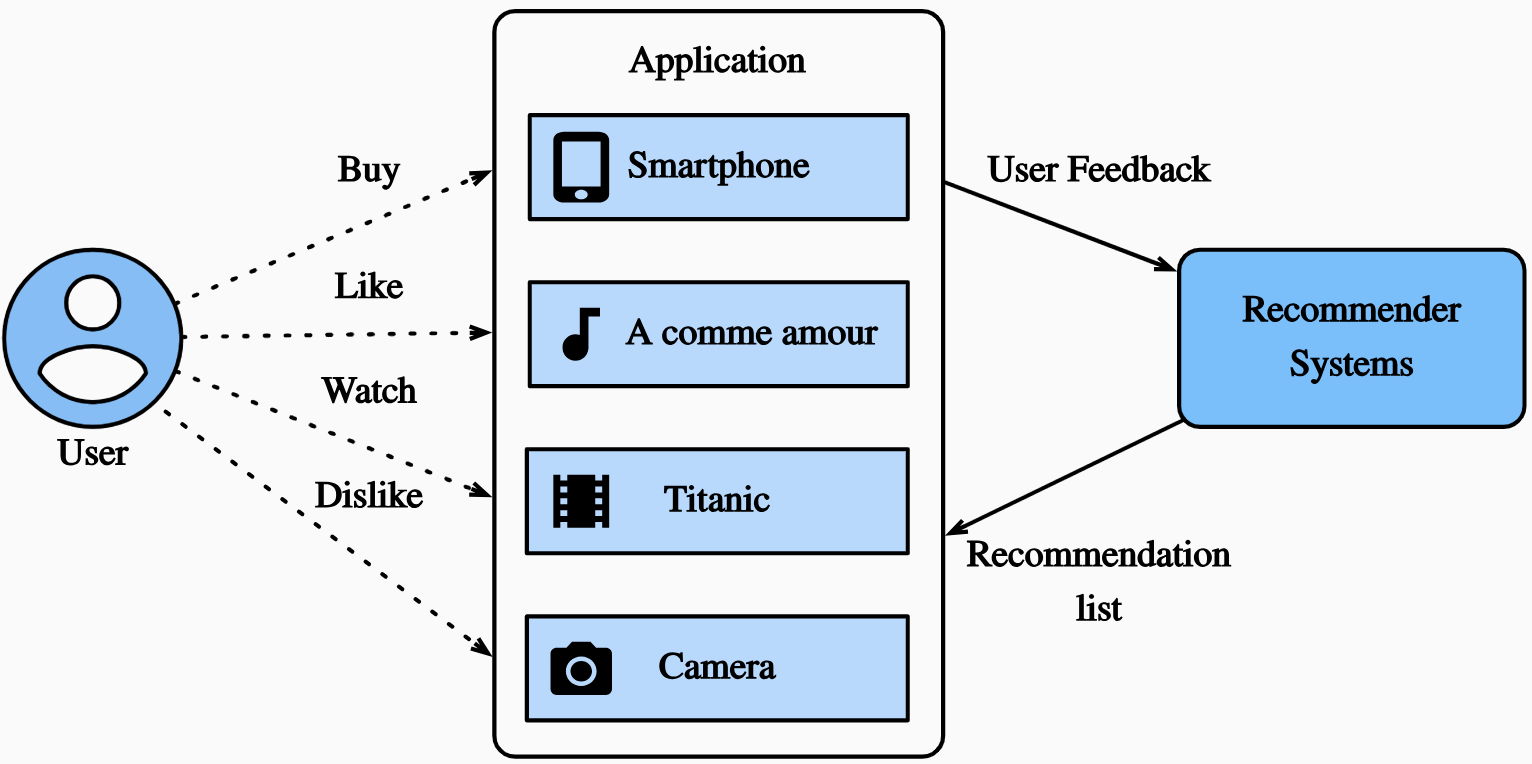 Application
Buy
Smartphone
User Feedback
Like
A comme amour
Recommender
Systems
Watch
User
Dislike
Titanic
Recommendation
list
Camera